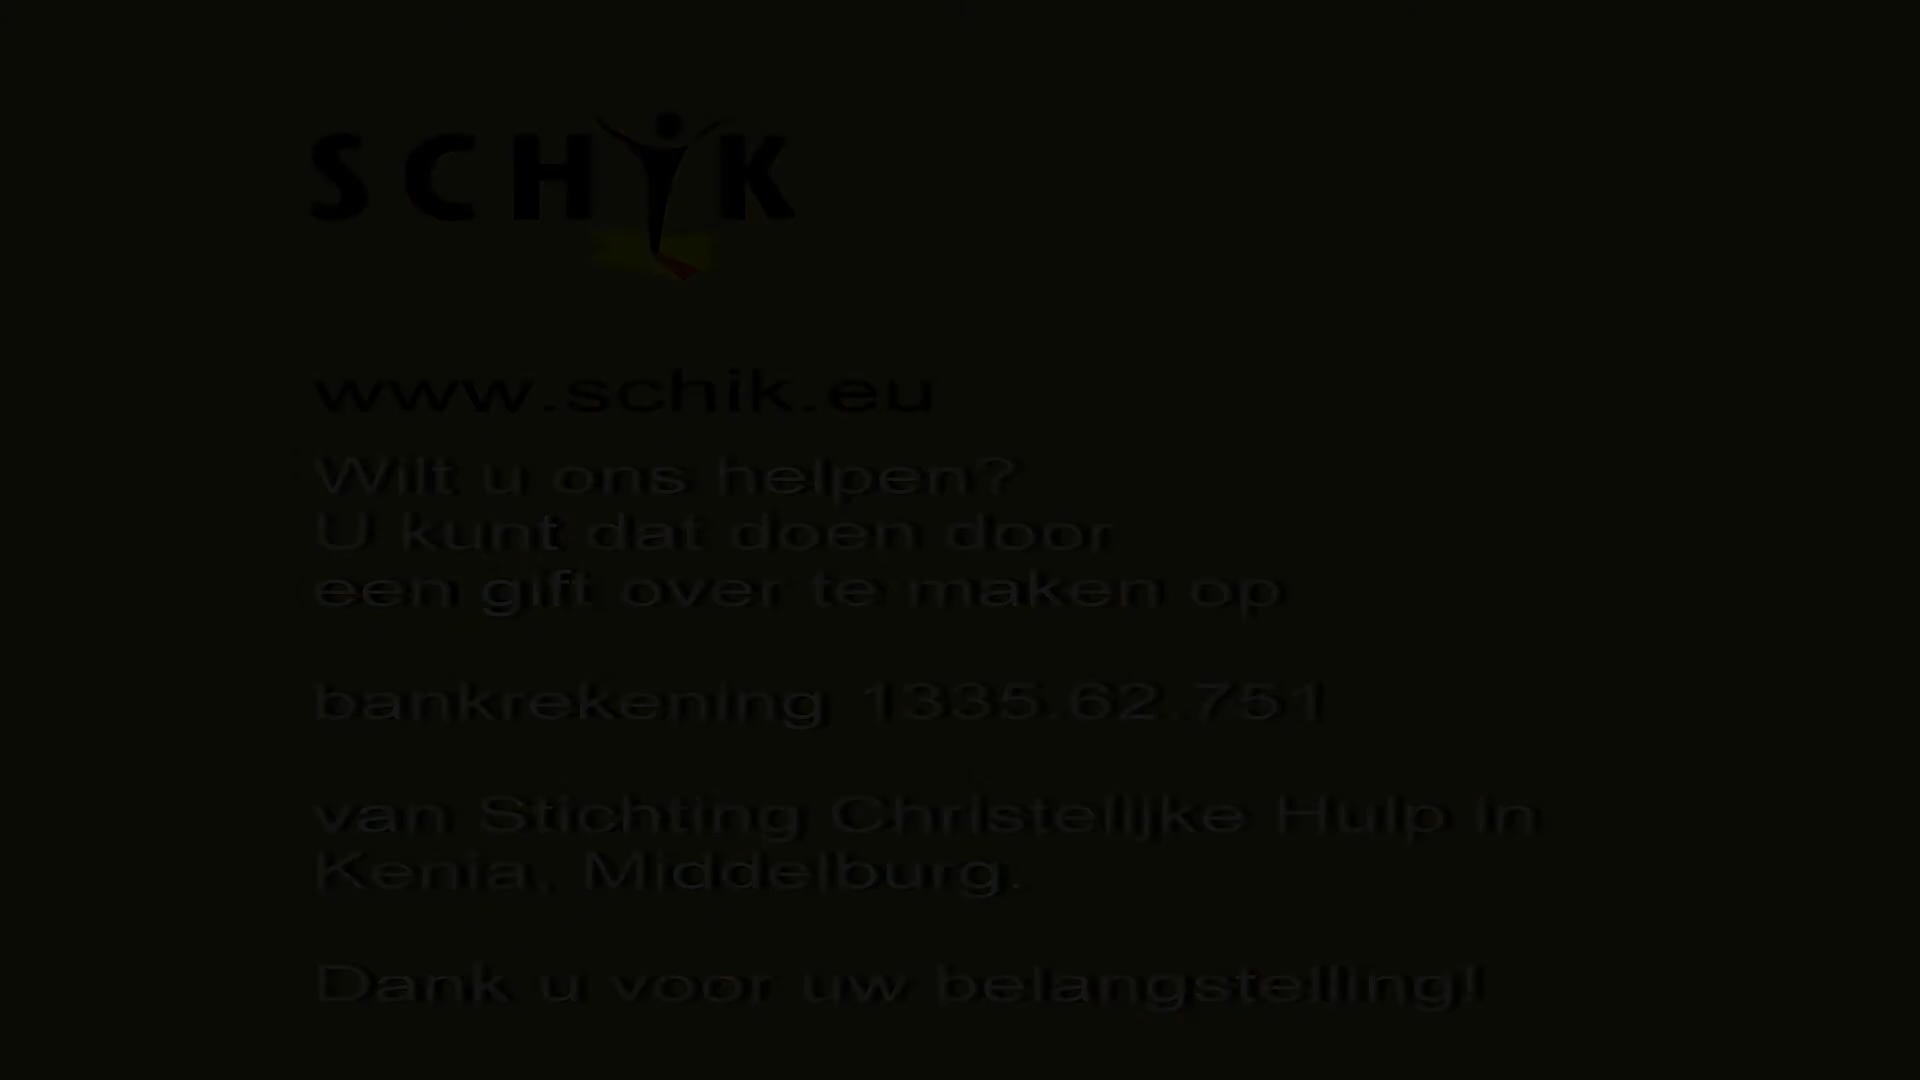 SCHiK
www.schik.eu
Wilt u ons helpen?
U kunt dat doen door
een gift over te maken op
bankrekening 1335.62.751
van Stichting Christelijke Hulp in
Kenia, Middelburg.
Dank u voor uw belangstelling!